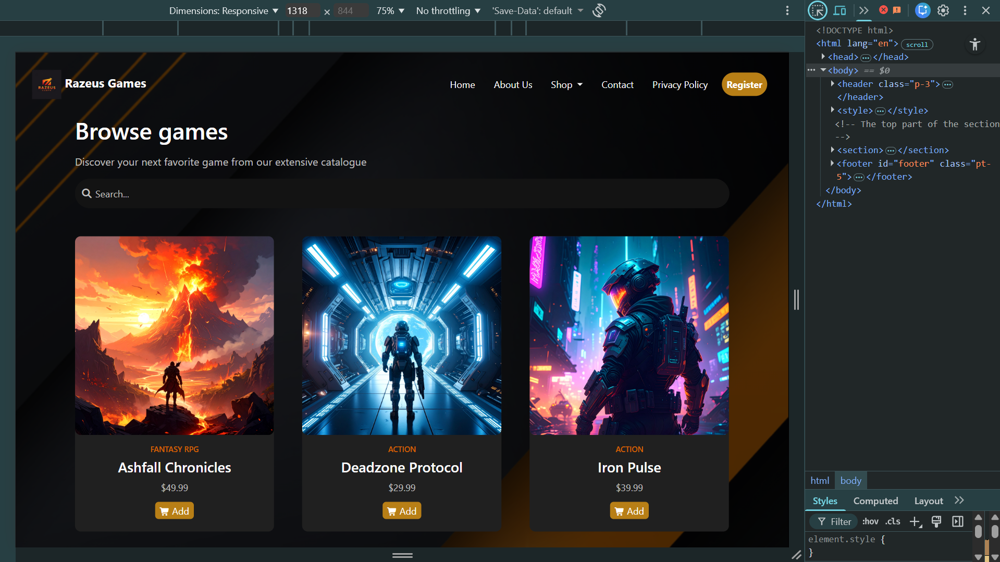 Dimensions: Responsive 1318 × 844 75% No throttling 'Save-Data': default
RAZEUS
GAMES
Razeus Games
Home
About Us
Shop
Contact
Privacy Policy
Register
Browse games
Discover your next favorite game from our extensive catalogue
Search...
FANTASY RPG
Ashfall Chronicles
$49.99
Add
ACTION
Deadzone Protocol
$29.99
Add
ACTION
Iron Pulse
$39.99
Add
<!DOCTYPE html>
<html lang="en"> scroll
<head> ··· </head>
··· <body> == $0
<header class="p-3"> ···
</header>
<style> ··· </style>
<!-- The top part of the section
-->
<section> ··· </section>
<footer id="footer" class="pt-
5"> ··· </footer>
</body>
</html>
html body
Styles Computed Layout
Filter :hov .cls
element.style {
}